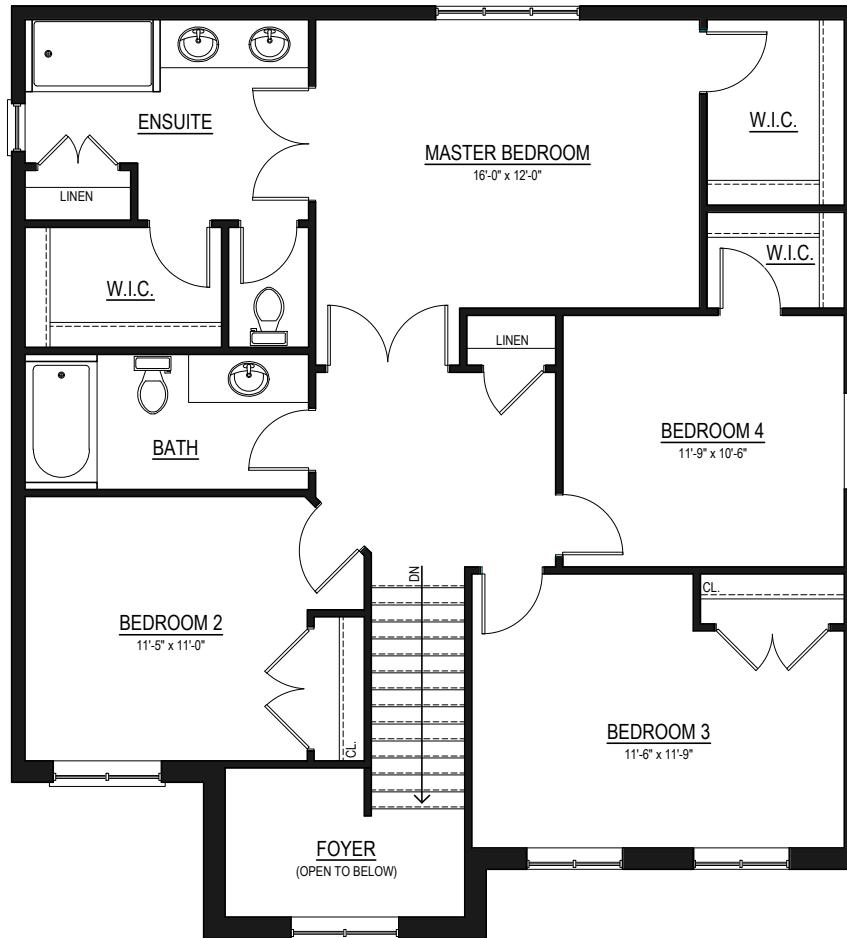 ENSUITE
LINEN
W.I.C.
MASTER BEDROOM
16'-0" x 12'-0"
W.I.C.
W.I.C.
LINEN
BATH
BEDROOM 4
11'-9" x 10'-6"
DN
BEDROOM 2
11'-5" x 11'-0"
CL.
CL.
BEDROOM 3
11'-6" x 11'-9"
FOYER
(OPEN TO BELOW)